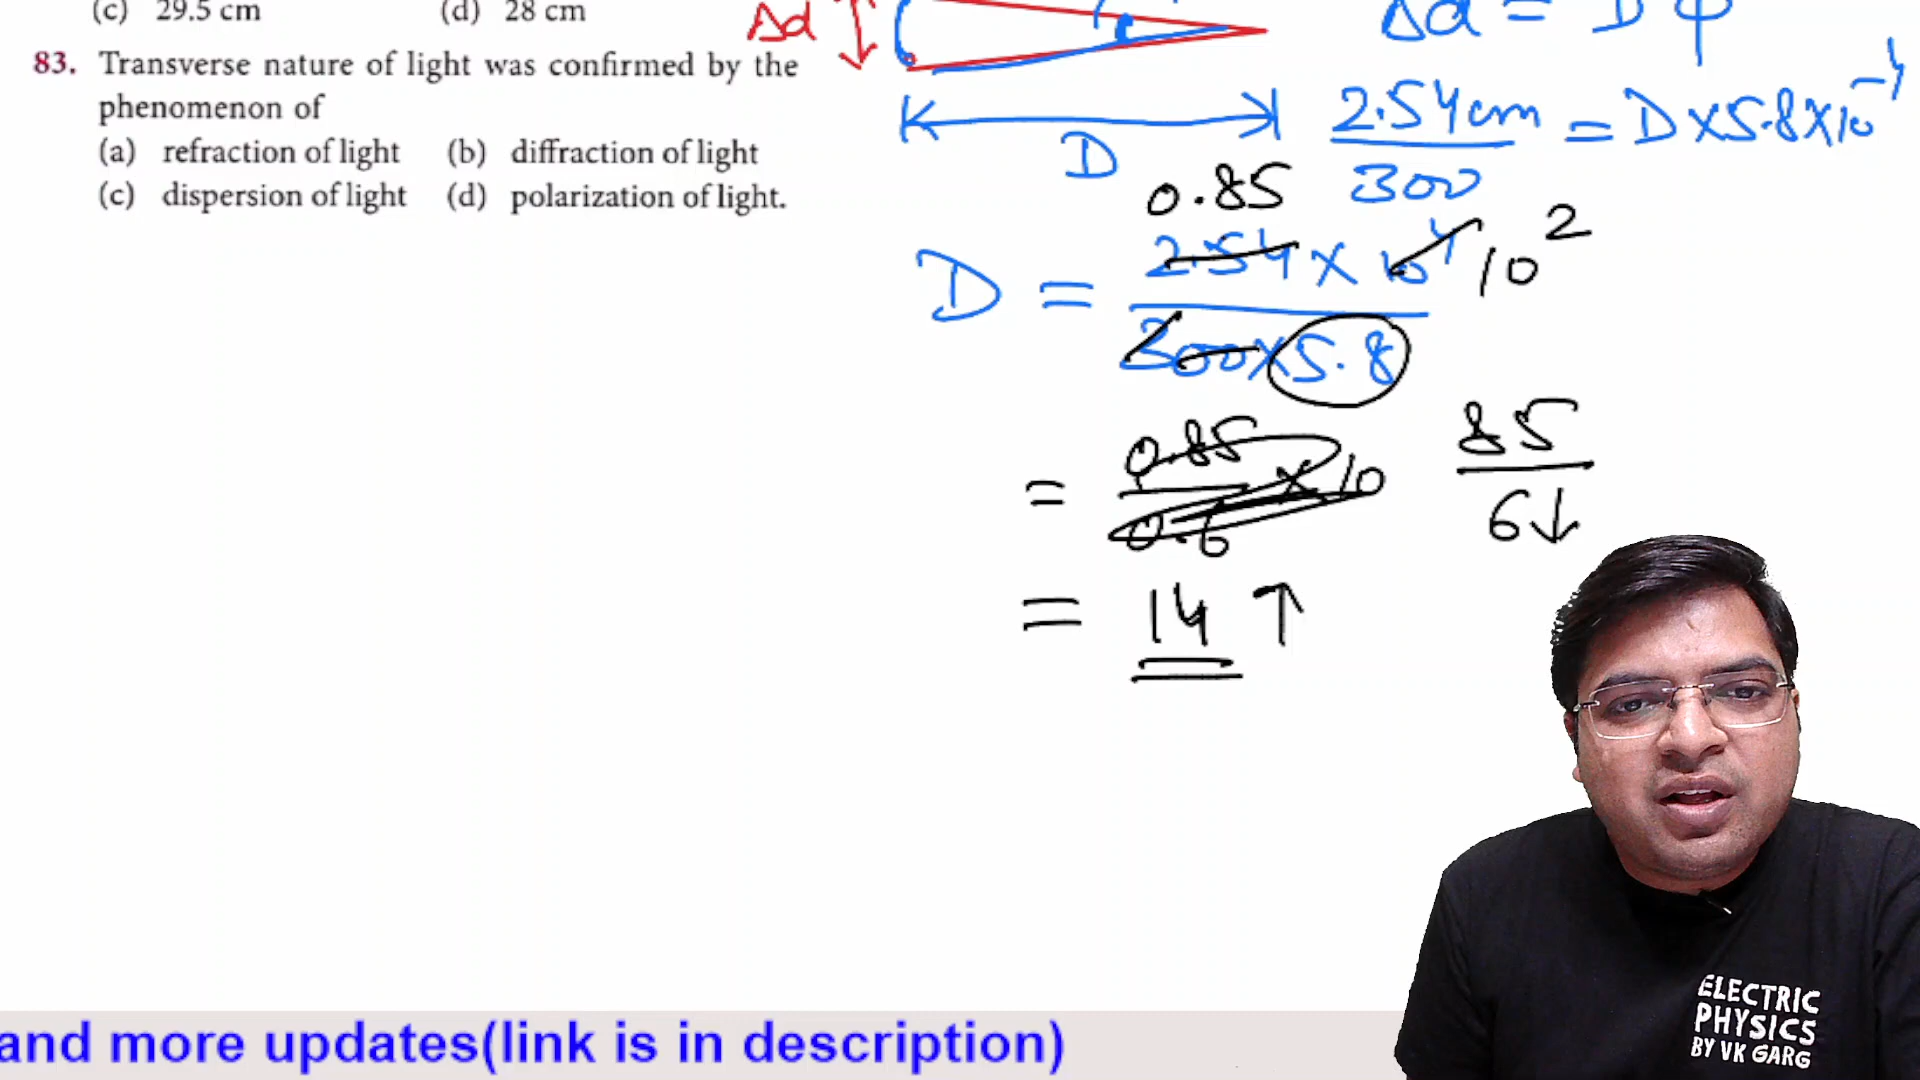 (c) 29.5 cm (d) 28 cm
83. Transverse nature of light was confirmed by the
phenomenon of
(a) refraction of light (b) diffraction of light
(c) dispersion of light (d) polarization of light.
Δd
Δd = D φ
D
2.54cm = D×5.8×10⁻⁴
300
0.85
D = 2.54 × 10⁴ 10²
300×5.8
= 0.85 ×10
0.6
85
6↓
= 14 ↑
and more updates(link is in description)
ELECTRIC
PHYSICS
BY VK GARG